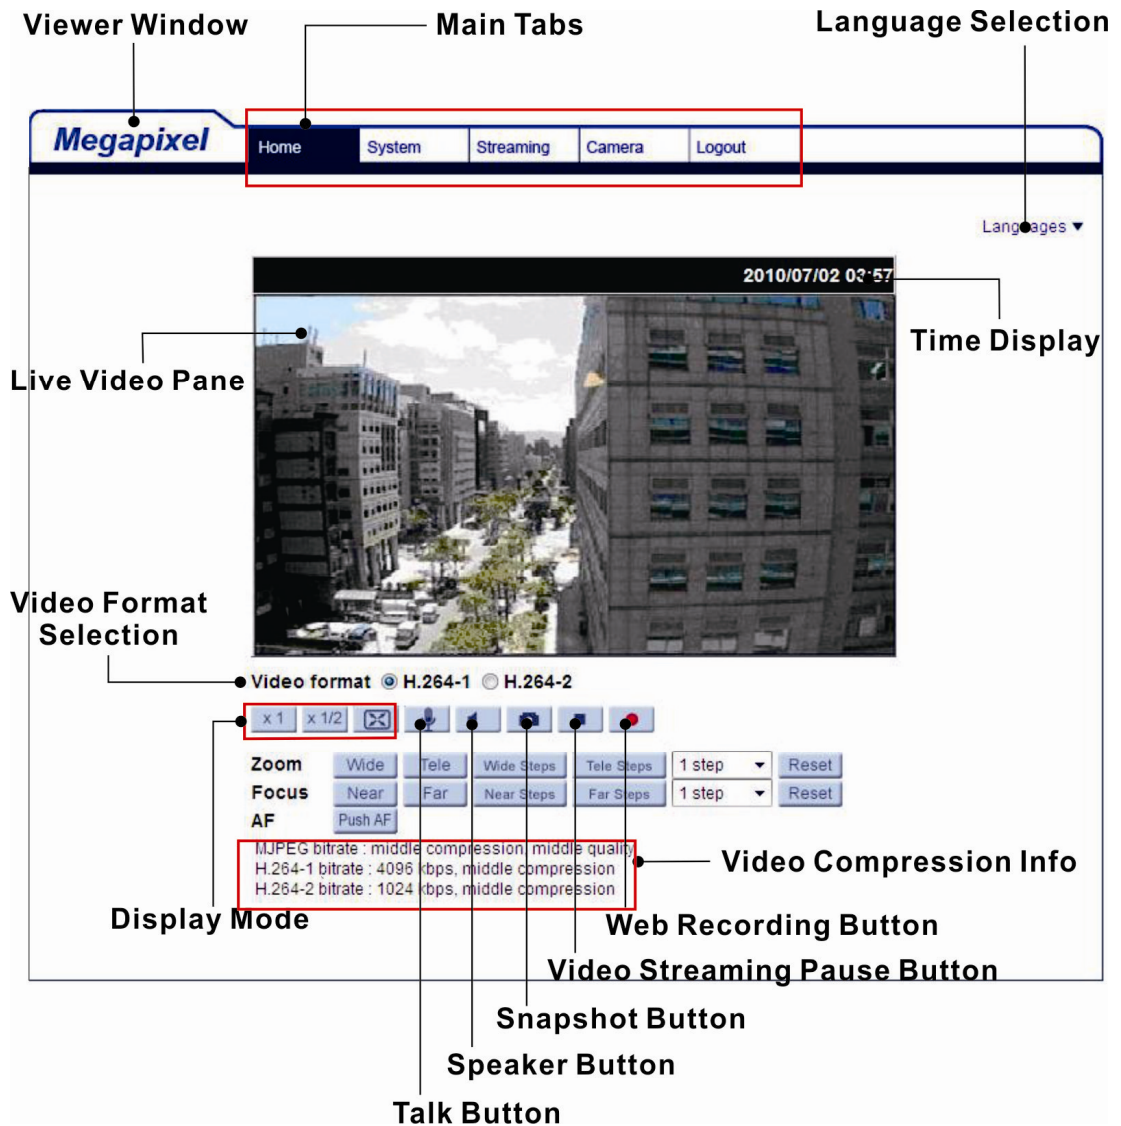 Viewer Window
Main Tabs
Language Selection
Megapixel
Home System Streaming Camera Logout
Languages
2010/07/02 03:57
Time Display
Live Video Pane
Video Format
Selection
Video format H.264-1 H.264-2
x 1 x 1/2
Zoom Wide Tele Wide Steps Tele Steps 1 step Reset
Focus Near Far Near Steps Far Steps 1 step Reset
AF Push AF
MJPEG bitrate : middle compression, middle quality
H.264-1 bitrate : 4096 kbps, middle compression
H.264-2 bitrate : 1024 kbps, middle compression
Video Compression Info
Display Mode
Web Recording Button
Video Streaming Pause Button
Snapshot Button
Speaker Button
Talk Button